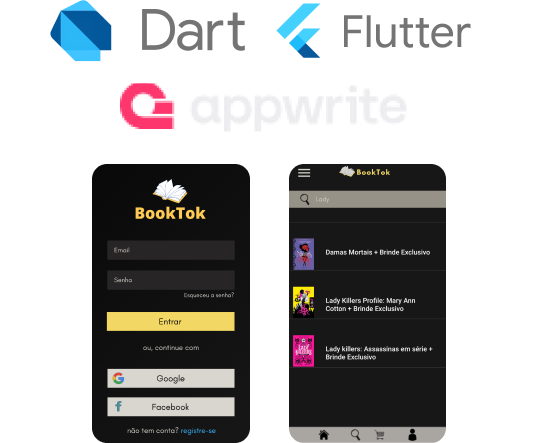 Dart
Flutter
appwrite
BookTok
Email
Senha
Esqueceu a senha?
Entrar
ou, continue com
Google
Facebook
não tem conta? registre-se
BookTok
Lady
Damas Mortais + Brinde Exclusivo
Lady Killers Profile: Mary Ann
Cotton + Brinde Exclusivo
Lady killers: Assassinas em série +
Brinde Exclusivo